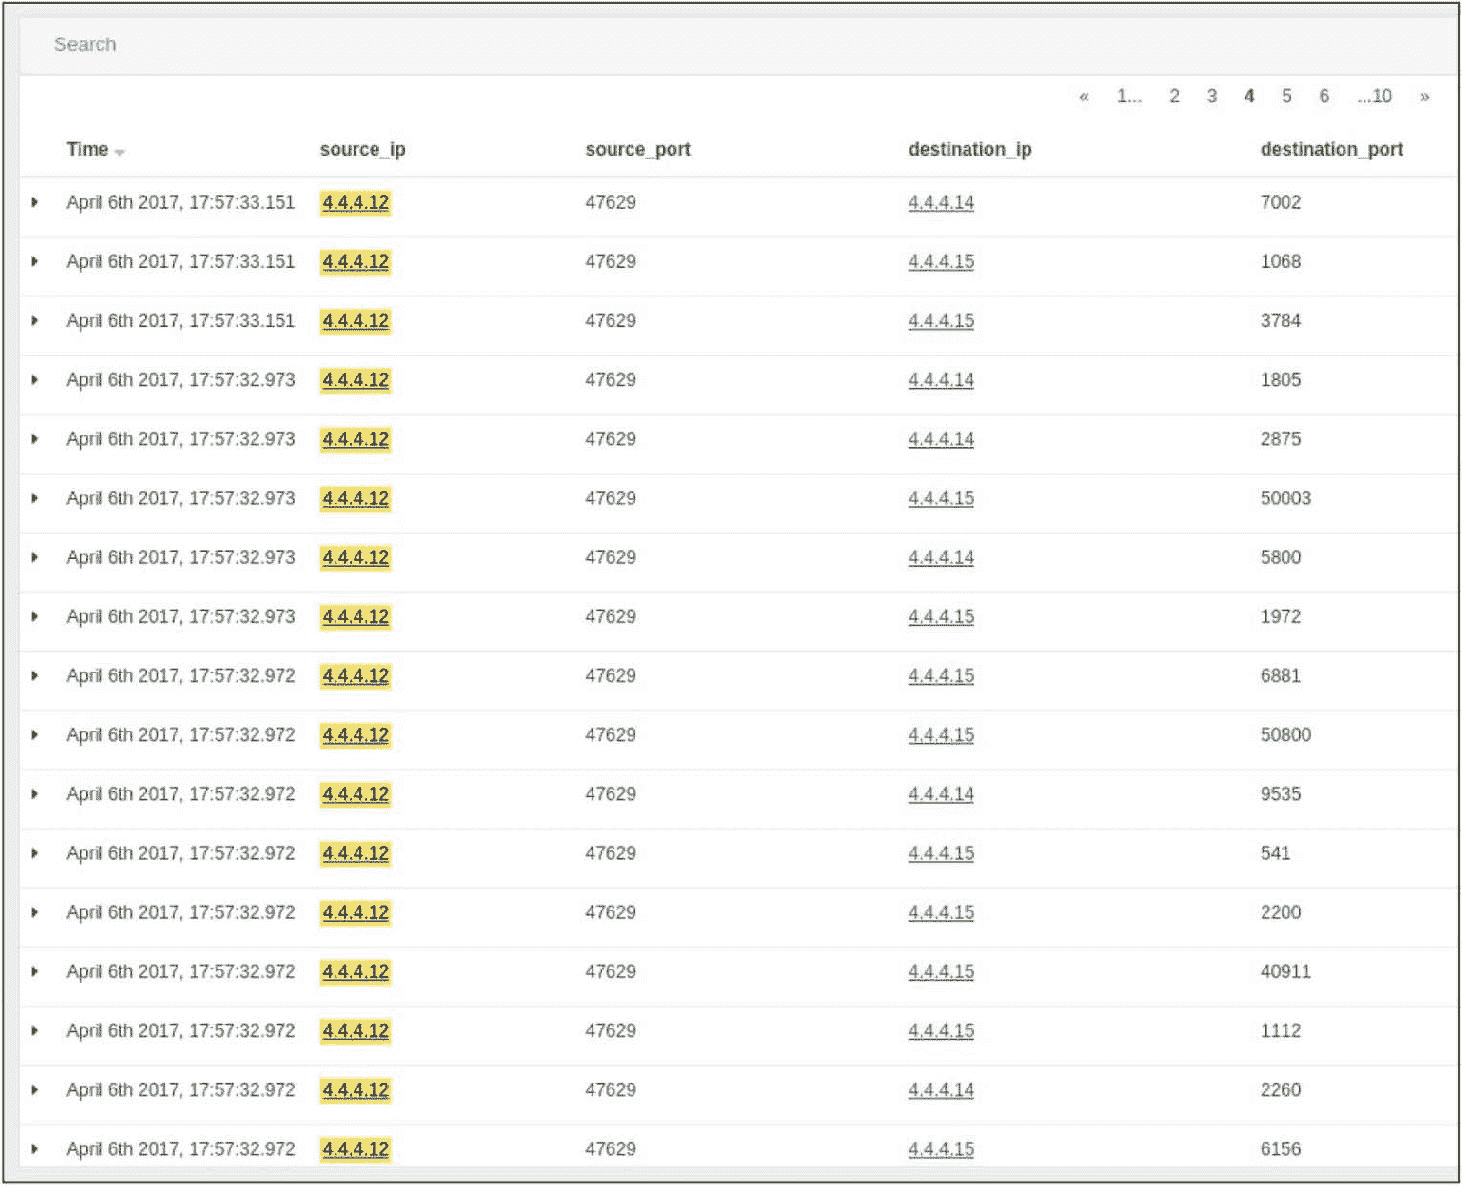 Search
« 1... 2 3 4 5 6 ...10 »
Time source_ip source_port destination_ip destination_port
April 6th 2017, 17:57:33.151 4.4.4.12 47629 4.4.4.14 7002
April 6th 2017, 17:57:33.151 4.4.4.12 47629 4.4.4.15 1068
April 6th 2017, 17:57:33.151 4.4.4.12 47629 4.4.4.15 3784
April 6th 2017, 17:57:32.973 4.4.4.12 47629 4.4.4.14 1805
April 6th 2017, 17:57:32.973 4.4.4.12 47629 4.4.4.14 2875
April 6th 2017, 17:57:32.973 4.4.4.12 47629 4.4.4.15 50003
April 6th 2017, 17:57:32.973 4.4.4.12 47629 4.4.4.14 5800
April 6th 2017, 17:57:32.973 4.4.4.12 47629 4.4.4.15 1972
April 6th 2017, 17:57:32.972 4.4.4.12 47629 4.4.4.15 6881
April 6th 2017, 17:57:32.972 4.4.4.12 47629 4.4.4.15 50800
April 6th 2017, 17:57:32.972 4.4.4.12 47629 4.4.4.14 9535
April 6th 2017, 17:57:32.972 4.4.4.12 47629 4.4.4.15 541
April 6th 2017, 17:57:32.972 4.4.4.12 47629 4.4.4.15 2200
April 6th 2017, 17:57:32.972 4.4.4.12 47629 4.4.4.15 40911
April 6th 2017, 17:57:32.972 4.4.4.12 47629 4.4.4.15 1112
April 6th 2017, 17:57:32.972 4.4.4.12 47629 4.4.4.14 2260
April 6th 2017, 17:57:32.972 4.4.4.12 47629 4.4.4.15 6156